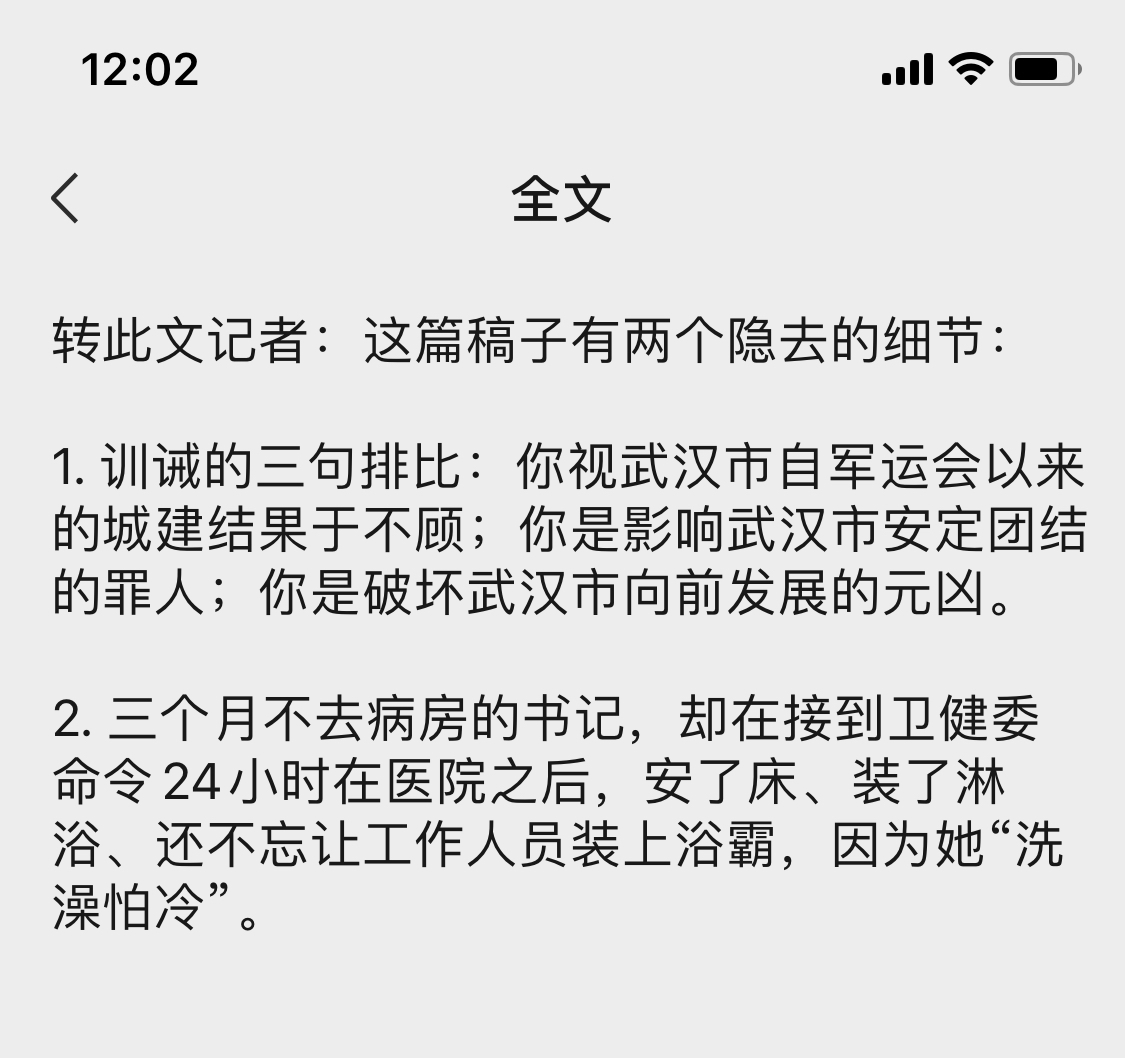 12:02
全文
转此文记者：这篇稿子有两个隐去的细节：
1. 训诫的三句排比：你视武汉市自军运会以来
的城建结果于不顾；你是影响武汉市安定团结
的罪人；你是破坏武汉市向前发展的元凶。
2. 三个月不去病房的书记，却在接到卫健委
命令24小时在医院之后，安了床、装了淋
浴、还不忘让工作人员装上浴霸，因为她“洗
澡怕冷”。